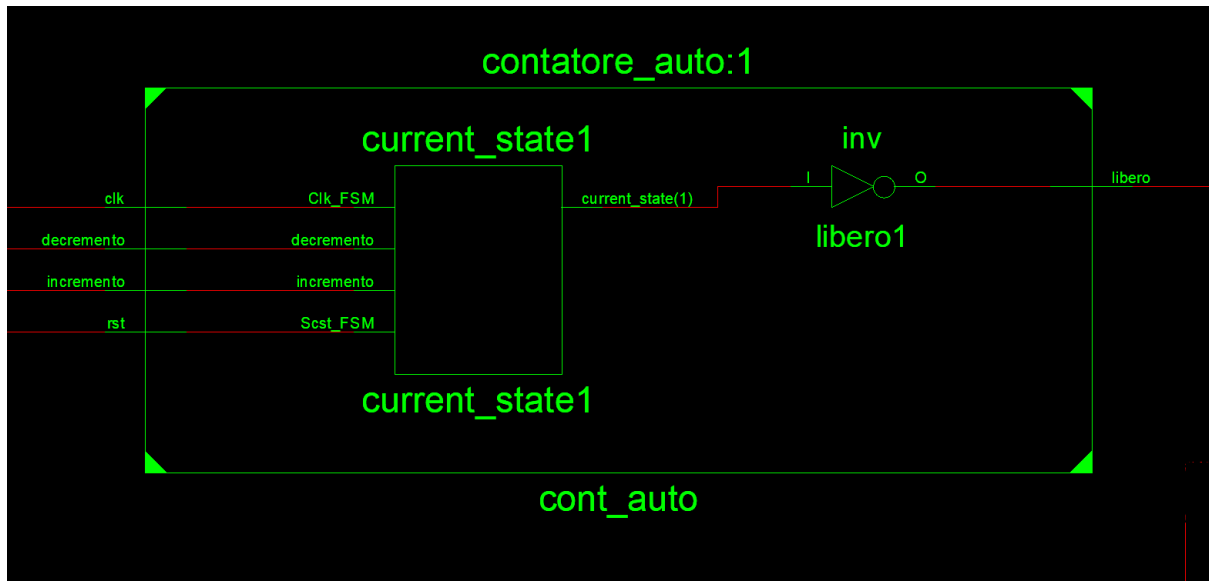 contatore_auto:1
current_state1
inv
clk
Clk_FSM
current_state(1)
I
O
libero
decremento
decremento
libero1
incremento
incremento
rst
Scst_FSM
current_state1
cont_auto